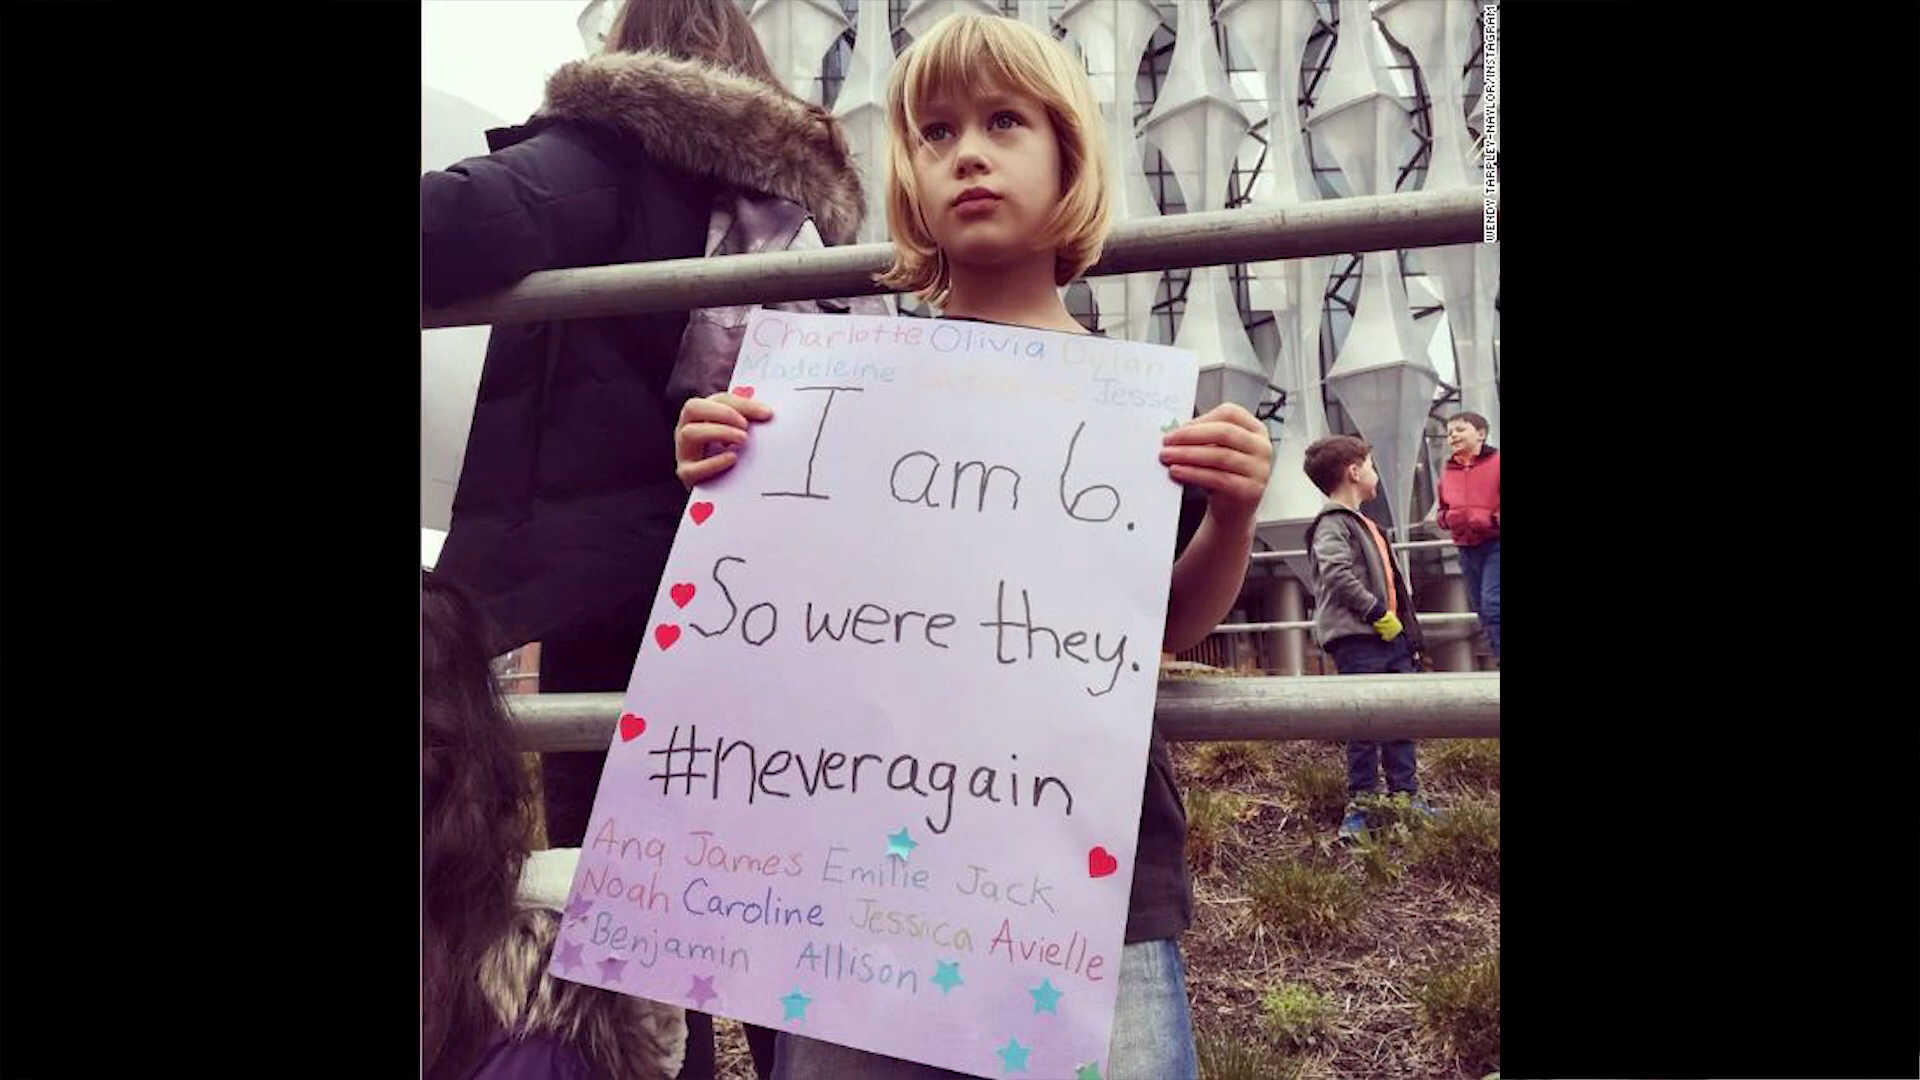 Charlotte Olivia Dylan
Madeleine Catherine Jesse
I am 6.
So were they.
#neveragain
Ana James Emilie Jack
Noah Caroline Jessica Avielle
Benjamin Allison
WENDY TARPLEY-NAYLOR/INSTAGRAM